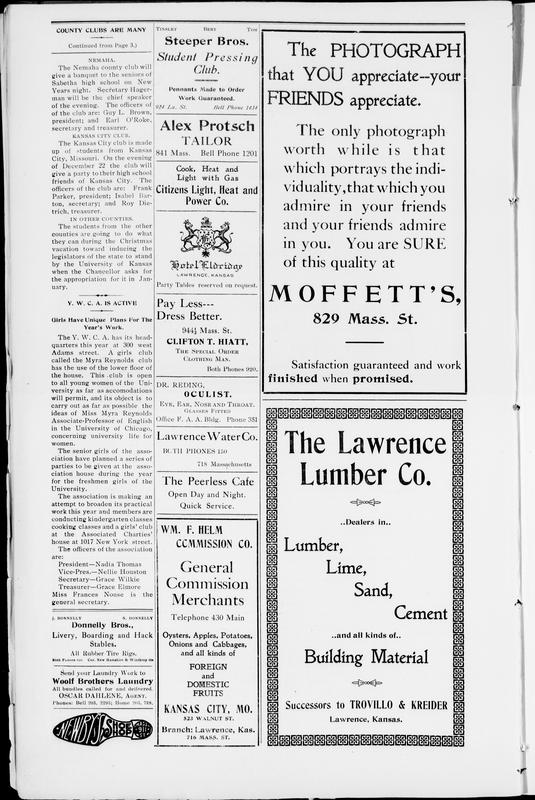 COUNTY CLUBS ARE MANY
Continued from Page 3.)
NEMAHA.
The Nemaha county club will
give a banquet to the seniors of
Sabetha high school on New
Years night. Secretary Hager-
man will be the chief speaker
of the evening. The officers of
of the club are: Guy L. Brown,
president; and Earl O'Roke,
secretary and treasurer.
KANSAS CITY CLUB.
The Kansas City club is made
up of students from Kansas
City, Missouri. On the evening
of December 22 the club will
give a party to their high school
friends of Kansas City. The
officers of the club are: Frank
Parker, president; Isabel Bar-
ton, secretary; and Roy Die-
trich, treasurer.
IN OTHER COUNTIES.
The students from the other
counties are going to do what
they can during the Christmas
vacation toward inducing the
legislators of the state to stand
by the University of Kansas
when the Chancellor asks for
the appropriation for it in Jan-
uary.
Y. W. C. A. IS ACTIVE
Girls Have Unique Plans For The
Year's Work.
The Y. W. C. A. has its head-
quarters this year at 300 west
Adams street. A girls club
called the Myra Reynolds club
has the use of the lower floor of
the house. This club is open
to all young women of the Uni-
versity as far as accomodations
will permit, and its object is to
carry out as far as possible the
ideas of Miss Myra Reynolds
Associate-Professor of English
in the University of Chicago,
concerning university life for
women.
The senior girls of the asso-
ciation have planned a series of
parties to be given at the asso-
ciation house during the year
for the freshmen girls of the
University.
The association is making an
attempt to broaden its practical
work this year and members are
conducting kindergarten classes
cooking classes and a girls' club
at the Associated Charties'
house at 1017 New York street.
The officers of the association
are:
President—Nadia Thomas
Vice-Pres.—Nellie Houston
Secretary—Grace Wilkie
Treasurer—Grace Elmore
Miss Frances Nouse is the
general secretary.
J. DONNELLY S. DONNELLY
Donnelly Bros.,
Livery, Boarding and Hack
Stables,
All Rubber Tire Rigs.
Cor. New Hampshire & Winthrop Sts
Send your Laundry Work to
Woolf Brothers Laundry
All bundles called for and delivered.
OSCAR DAHLENE, AGENT.
Phones: Bell 203, 2295; Home 203, 728.
NEWBY'S SHOES
TINSLEY BERT TOM
Steeper Bros.
Student Pressing
Club.
Pennants Made to Order
Work Guaranteed.
924 La. St. Bell Phone 1434
Alex Protsch
TAILOR
841 Mass. Bell Phone 1201
Cook, Heat and
Light with Gas
Citizens Light, Heat and
Power Co.
Hotel Eldridge
LAWRENCE, KANSAS
Party Tables reserved on request.
Pay Less---
Dress Better.
944½ Mass. St.
CLIFTON T. HIATT,
THE SPECIAL ORDER
CLOTHING MAN.
Both Phones 920.
DR. REDING,
OCULIST.
EYE, EAR, NOSE AND THROAT.
GLASSES FITTED
Office F. A. A. Bldg. Phone 351
Lawrence Water Co.
BOTH PHONES 150
718 Massachusetts
The Peerless Cafe
Open Day and Night.
Quick Service.
WM. F. HELM
COMMISSION CO.
General
Commission
Merchants
Telephone 430 Main
Oysters, Apples, Potatoes,
Onions and Cabbages,
and all kinds of
FOREIGN
and
DOMESTIC
FRUITS
KANSAS CITY, MO.
523 WALNUT ST.
Branch: Lawrence, Kas.
716 MASS. ST.
The PHOTOGRAPH
that YOU appreciate--your
FRIENDS appreciate.
The only photograph
worth while is that
which portrays the indi-
viduality, that which you
admire in your friends
and your friends admire
in you. You are SURE
of this quality at
MOFFETT'S,
829 Mass. St.
Satisfaction guaranteed and work
finished when promised.
The Lawrence
Lumber Co.
..Dealers in..
Lumber,
Lime,
Sand,
Cement
..and all kinds of..
Building Material
Successors to TROVILLO & KREIDER
Lawrence, Kansas.